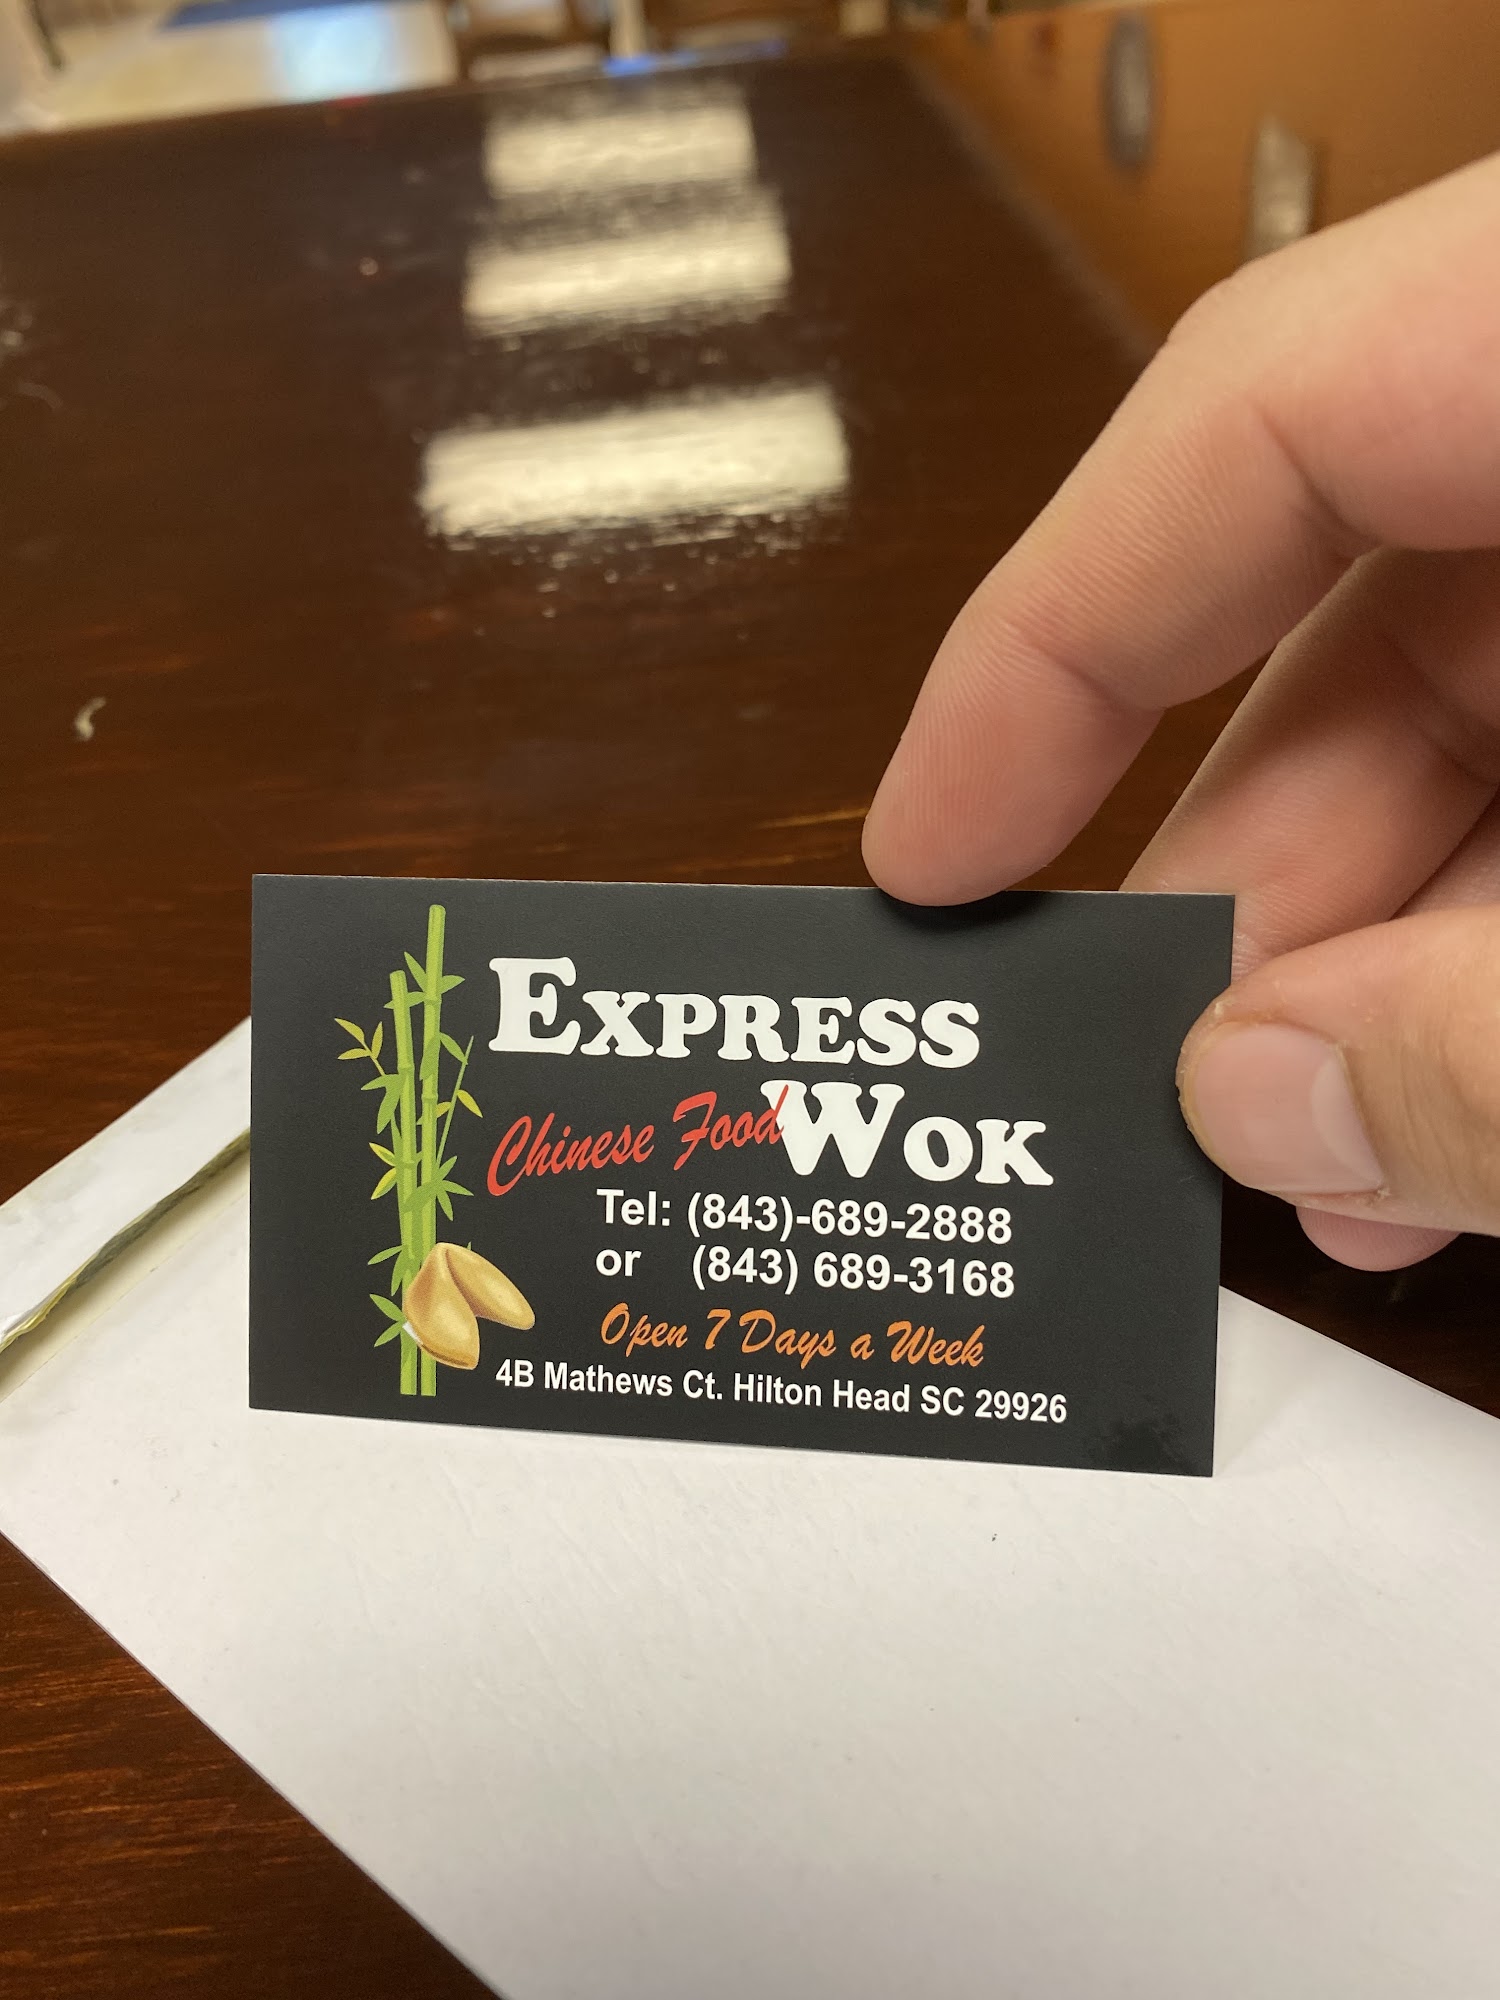 EXPRESS
Chinese Food WOK
Tel: (843)-689-2888
or (843) 689-3168
Open 7 Days a Week
4B Mathews Ct. Hilton Head SC 29926